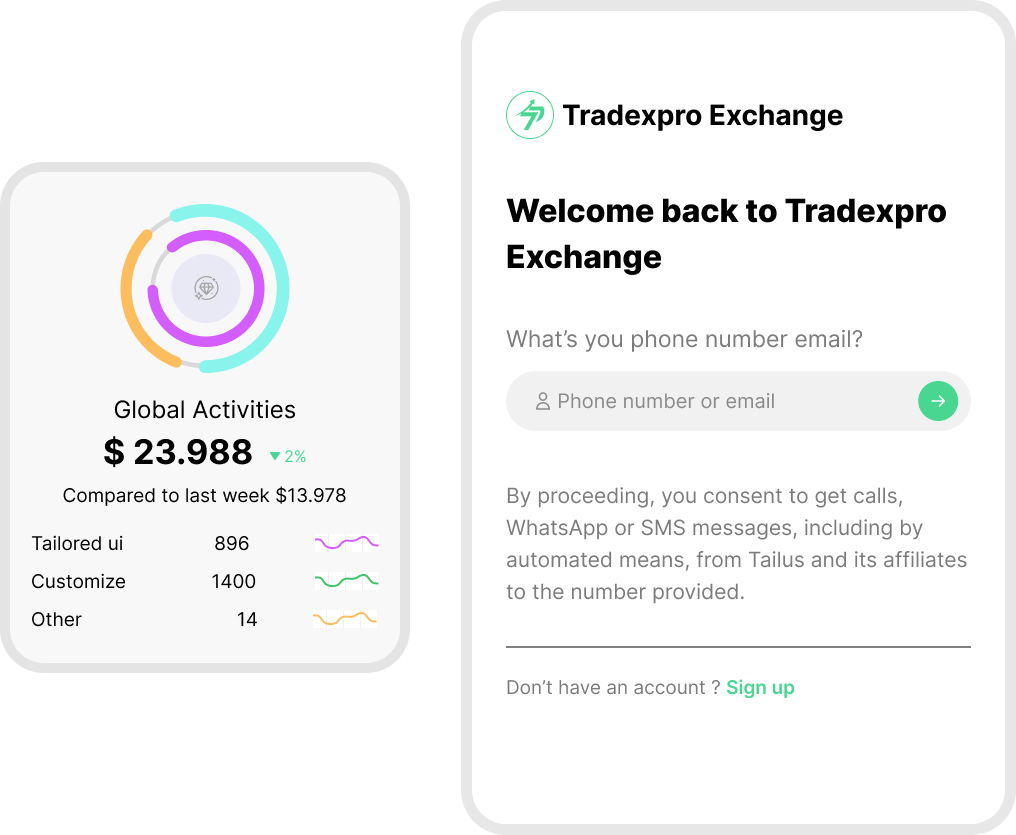 Global Activities
$ 23.988 2%
Compared to last week $13.978
Tailored ui 896
Customize 1400
Other 14
Tradexpro Exchange
Welcome back to Tradexpro
Exchange
What’s you phone number email?
Phone number or email
By proceeding, you consent to get calls,
WhatsApp or SMS messages, including by
automated means, from Tailus and its affiliates
to the number provided.
Don’t have an account ? Sign up